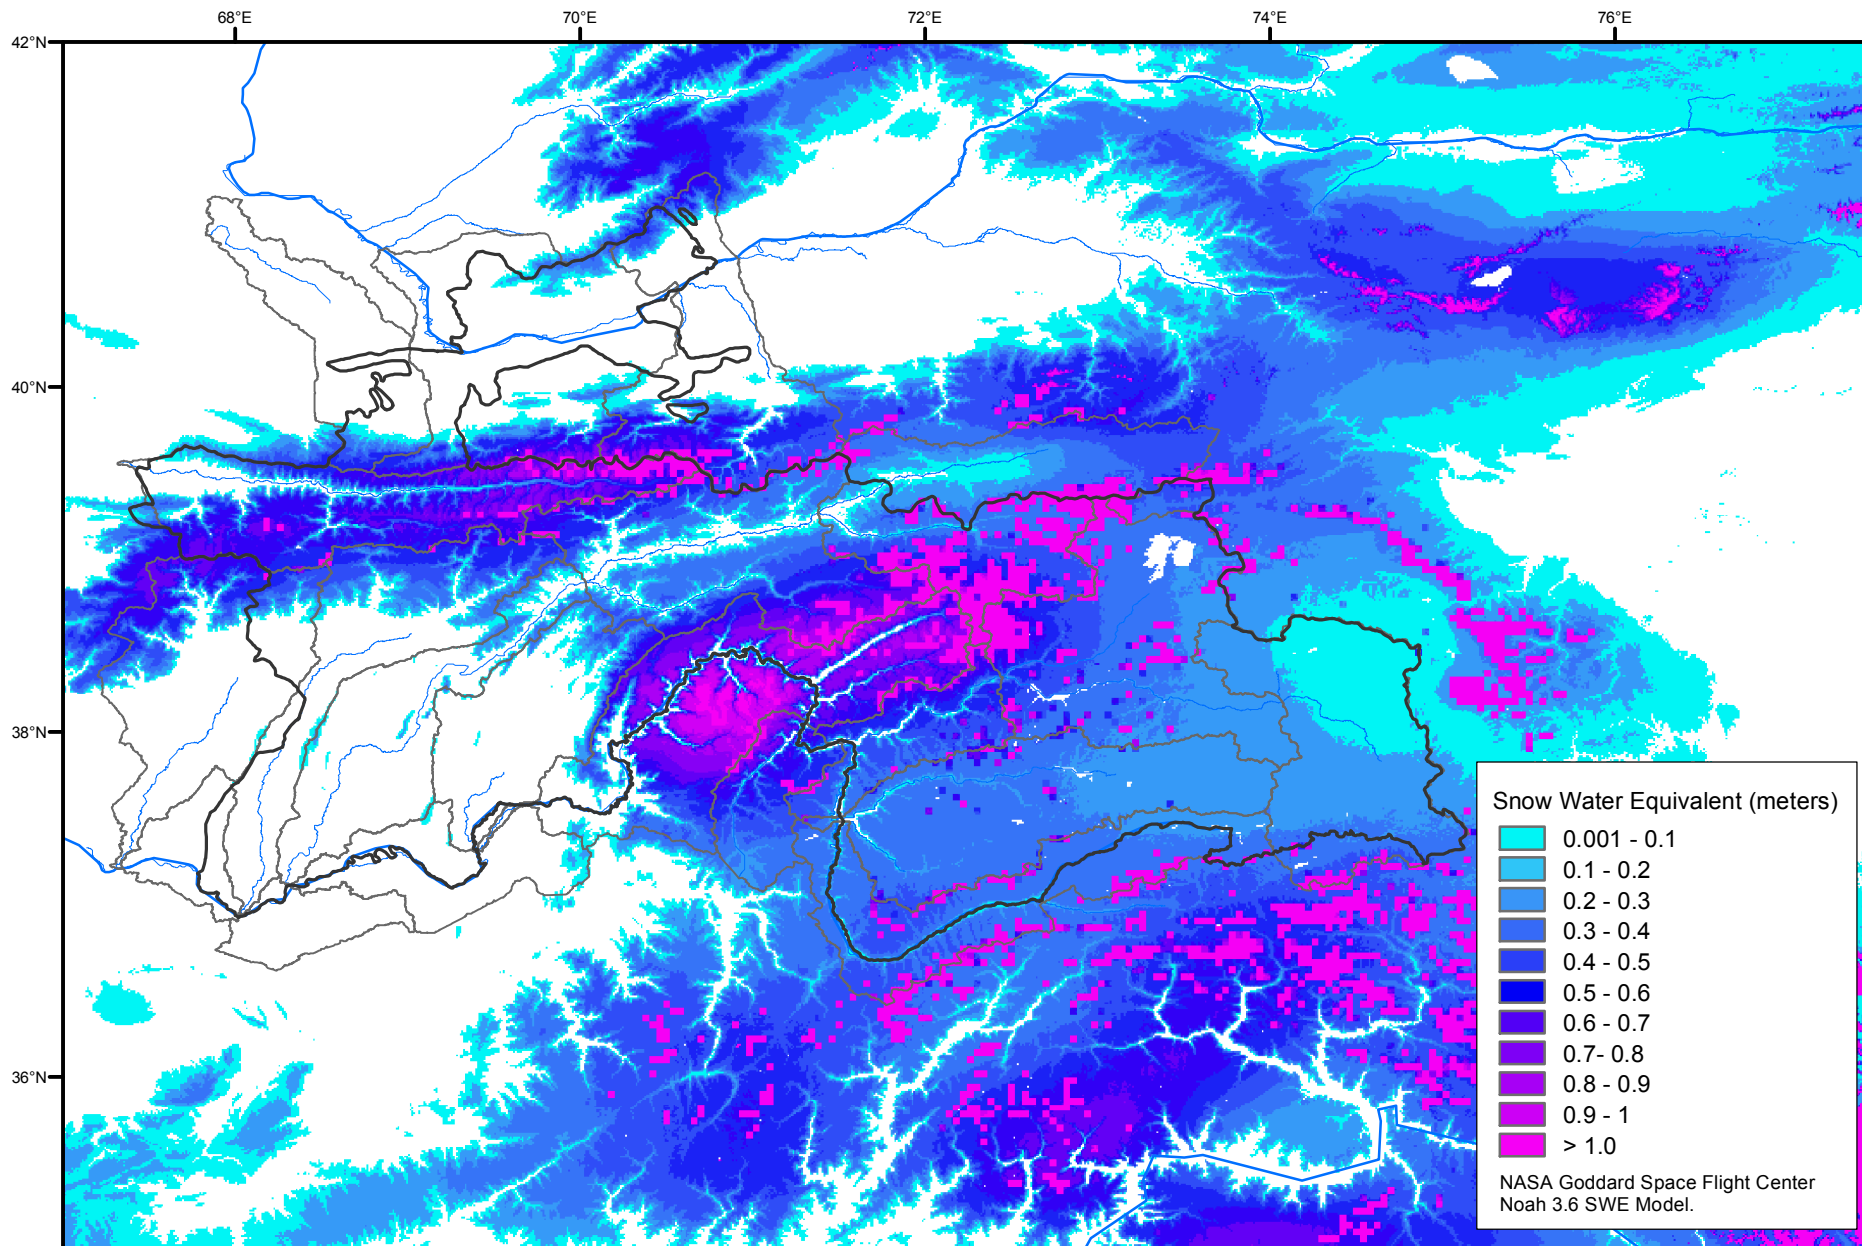 68°E 70°E 72°E 74°E 76°E
42°N
40°N
38°N
36°N
Snow Water Equivalent (meters)
0.001 - 0.1
0.1 - 0.2
0.2 - 0.3
0.3 - 0.4
0.4 - 0.5
0.5 - 0.6
0.6 - 0.7
0.7- 0.8
0.8 - 0.9
0.9 - 1
> 1.0
NASA Goddard Space Flight Center
Noah 3.6 SWE Model.